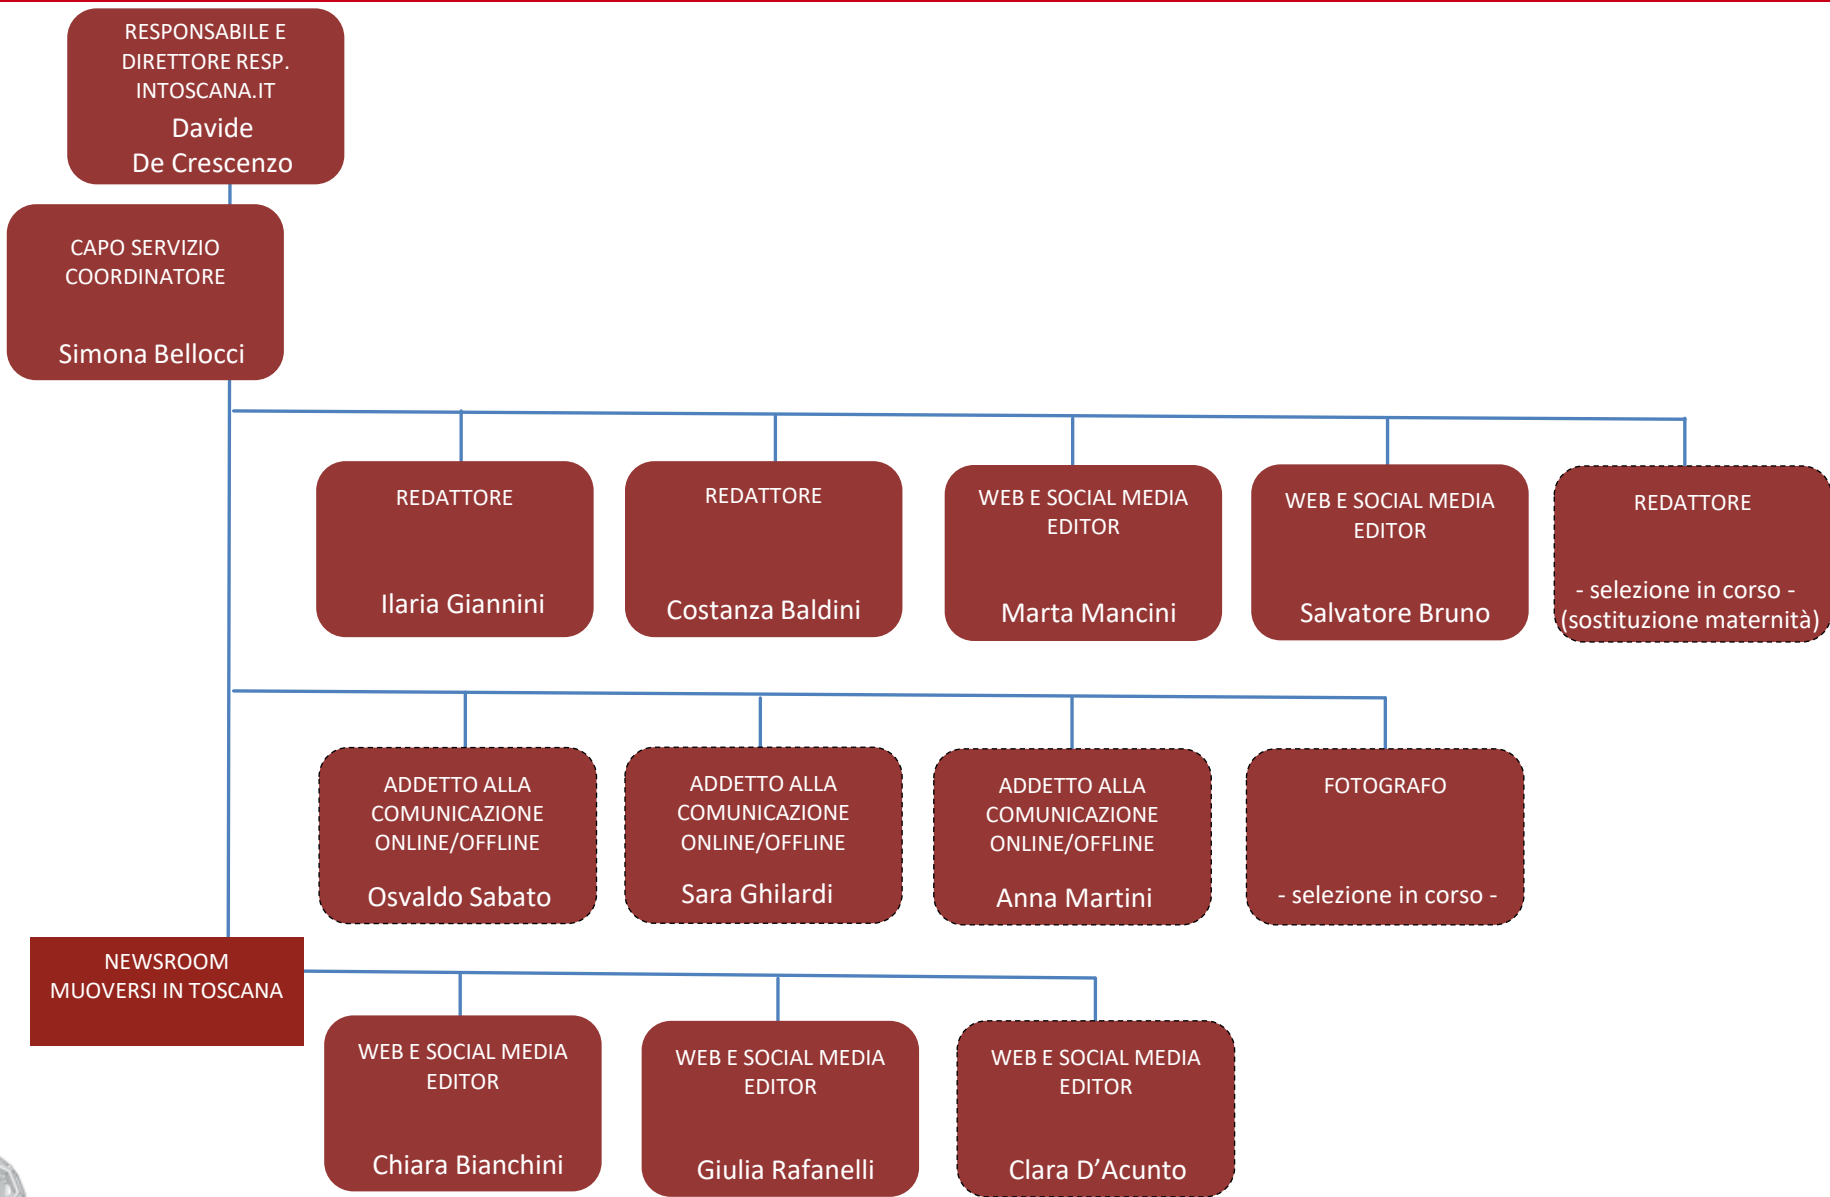 RESPONSABILE E
DIRETTORE RESP.
INTOSCANA.IT
Davide
De Crescenzo
CAPO SERVIZIO
COORDINATORE
Simona Bellocci
REDATTORE
Ilaria Giannini
REDATTORE
Costanza Baldini
WEB E SOCIAL MEDIA
EDITOR
Marta Mancini
WEB E SOCIAL MEDIA
EDITOR
Salvatore Bruno
REDATTORE
- selezione in corso -
(sostituzione maternità)
ADDETTO ALLA
COMUNICAZIONE
ONLINE/OFFLINE
Osvaldo Sabato
ADDETTO ALLA
COMUNICAZIONE
ONLINE/OFFLINE
Sara Ghilardi
ADDETTO ALLA
COMUNICAZIONE
ONLINE/OFFLINE
Anna Martini
FOTOGRAFO
- selezione in corso -
NEWSROOM
MUOVERSI IN TOSCANA
WEB E SOCIAL MEDIA
EDITOR
Chiara Bianchini
WEB E SOCIAL MEDIA
EDITOR
Giulia Rafanelli
WEB E SOCIAL MEDIA
EDITOR
Clara D’Acunto